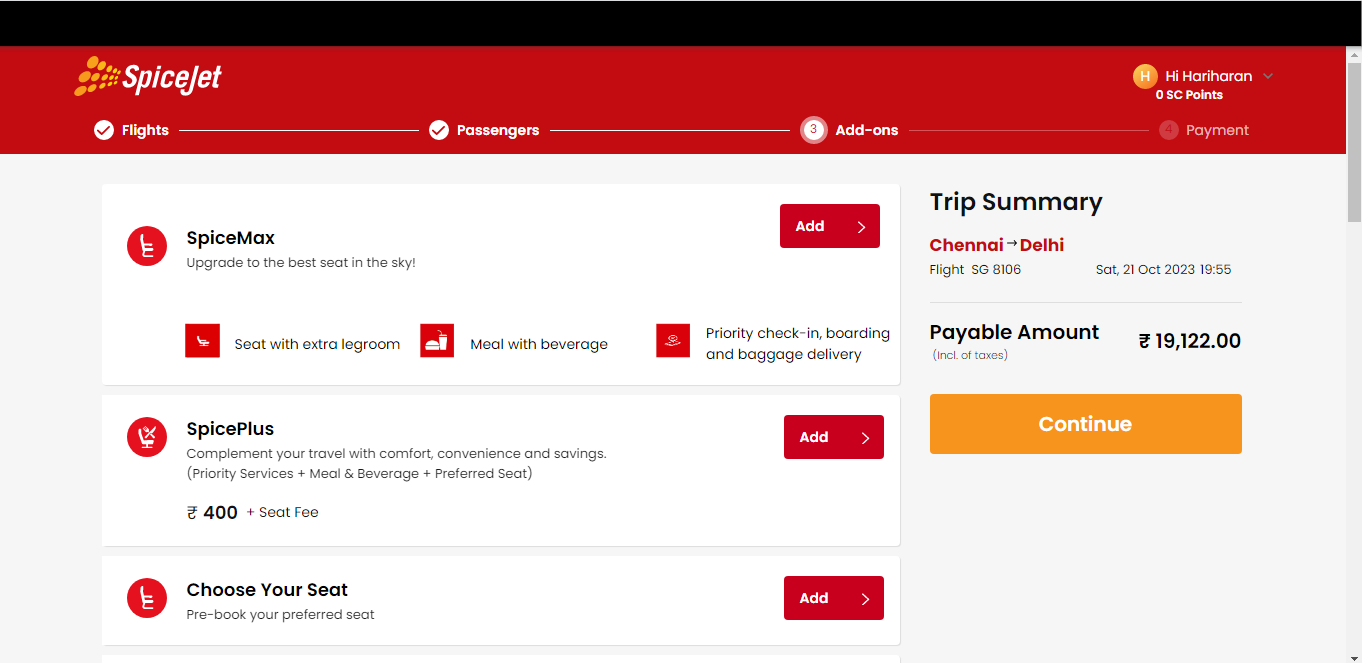 SpiceJet
H Hi Hariharan
0 SC Points
Flights
Passengers
3 Add-ons
4 Payment
SpiceMax
Upgrade to the best seat in the sky!
Add
Seat with extra legroom
Meal with beverage
Priority check-in, boarding
and baggage delivery
SpicePlus
Complement your travel with comfort, convenience and savings.
(Priority Services + Meal & Beverage + Preferred Seat)
Add
₹ 400 + Seat Fee
Choose Your Seat
Pre-book your preferred seat
Add
Trip Summary
Chennai→Delhi
Flight SG 8106 Sat, 21 Oct 2023 19:55
Payable Amount ₹ 19,122.00
(Incl. of taxes)
Continue